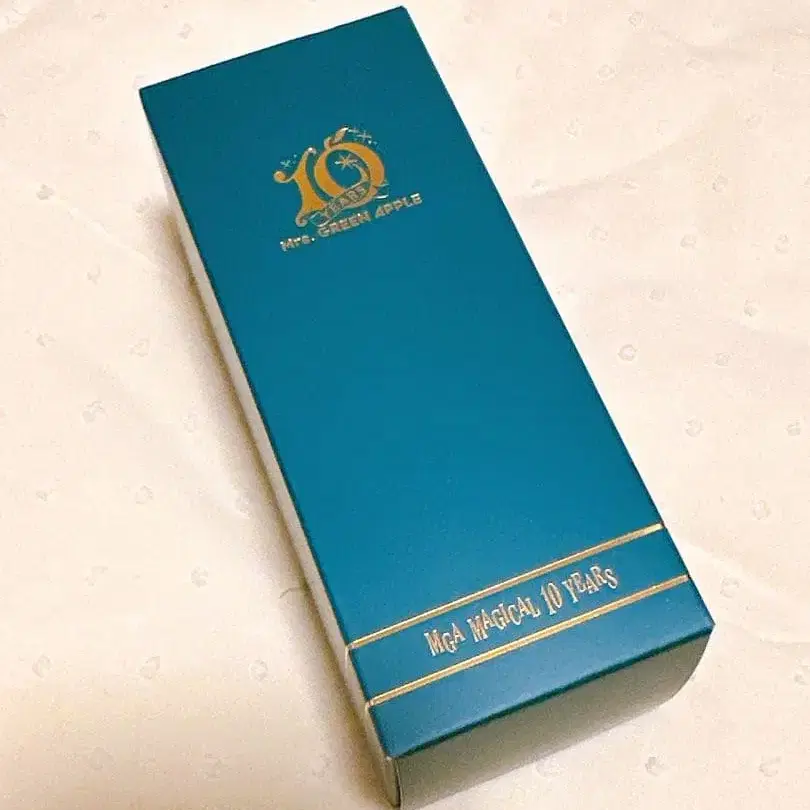 10
YEARS
Mrs. GREEN APPLE
MGA MAGICAL 10 YEARS